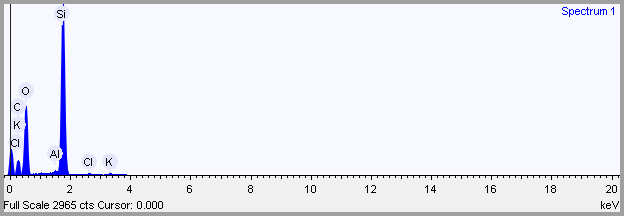 Spectrum 1
Si
O
C
K
Cl
Al
Cl
K
0 2 4 6 8 10 12 14 16 18 20
Full Scale 2965 cts Cursor: 0.000 keV